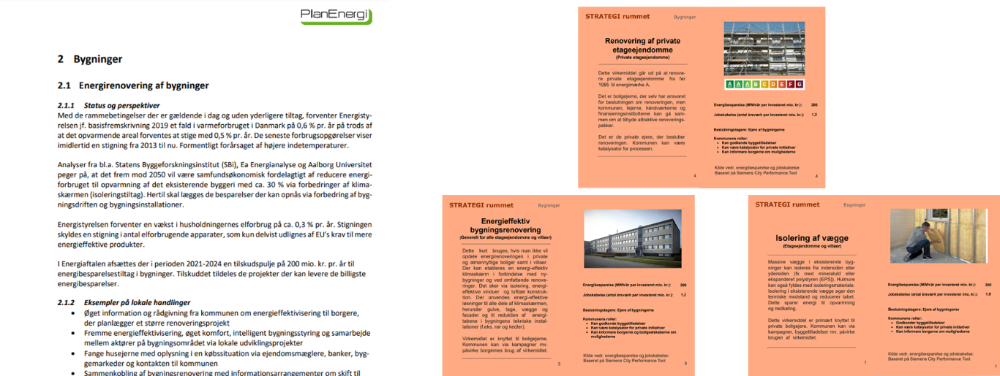 PlanEnergi
2 Bygninger
2.1 Energirenovering af bygninger
2.1.1 Status og perspektiver
Med de rammebetingelser der er gældende i dag og uden yderligere tiltag, forventer Energisty-
relsen jf. basisfremskrivning 2019 et fald i varmeforbruget i Danmark på 0,6 % pr. år på trods af
at det opvarmende areal forventes at stige med 0,5 % pr. år. De seneste forbrugsopgørelser viser
imidlertid en stigning fra 2013 til nu. Formentligt forårsaget af højere indetemperaturer.
Analyser fra bl.a. Statens Byggeforskningsinstitut (SBi), Ea Energianalyse og Aalborg Universitet
peger på, at det frem mod 2050 vil være samfundsøkonomisk fordelagtigt af reducere energi-
forbruget til opvarmning af det eksisterende byggeri med ca. 30 % via forbedringer af klima-
skærmen (isoleringstiltag). Hertil skal lægges de besparelser der kan opnås via forbedring af byg-
ningsdriften og bygningsinstallationer.
Energistyrelsen forventer en vækst i husholdningernes elforbrug på ca. 0,3 % pr. år. Stigningen
skyldes en stigning i antal elforbrugende apparater, som kun delvist udlignes af EU's krav til mere
energieffektive produkter.
I Energiaftalen afsættes der i perioden 2021-2024 en tilskudspulje på 200 mio. kr. pr. år til
energibesparelsestiltag i bygninger. Tilskuddet tildeles de projekter der kan levere de billigste
energibesparelser.
2.1.2 Eksempler på lokale handlinger
• Øget information og rådgivning fra kommunen om energieffektivisering til borgere,
der planlægger et større renoveringsprojekt
• Fremme energieffektivisering, øget komfort, intelligent bygningsstyring og samarbejde
mellem aktører på bygningsområdet via lokale udviklingsprojekter
• Fange husejerne med oplysning i en købssituation via ejendomsmæglere, banker, byg-
gemarkeder og kontakten til kommunen
• Sammenkobling af bygningsrenovering med informationsarrangementer om skift til
STRATEGI rummet Bygninger
Renovering af private
etageejendomme
(Private etageejendomme)
Dette virkemiddel går ud på at renove-
re private etageejendomme fra før
1985 til energimærke A.
Det er boligejerne, der selv har ansvaret
for beslutningen om renoveringen, men
kommunen, lejerne, håndværkerne og
finansieringsinstitutterne kan gå sam-
men om at tilbyde attraktive renoverings-
pakker.
Det er de private ejere, der beslutter
renoveringen. Kommunen kan være
katalysator for processen.
4
A A A B C D E F G
Energibesparelse (MWh/år per investeret mio. kr.): 200
Jobskabelse (antal årsværk per investeret mio. kr.): 1,2
Beslutningstagere: Ejere af bygningerne
Kommunens roller:
• Kan godkende byggetilladelser
• Kan være katalysator for private initiativer
• Kan informere borgerne om mulighederne
Kilde vedr. energibesparelse og jobskabelse:
Baseret på Siemens City Performance Tool
4
STRATEGI rummet Bygninger
Energieffektiv
bygningsrenovering
(Generelt for alle etageejendomme og villaer)
Dette kort bruges, hvis man ikke vil
opdele energirenoveringen i private
og almennyttige boliger samt i villaer.
Der kan etableres en energi-effektiv
klimaskærm i forbindelse med ny-
bygninger og ved omfattende renove-
ringer. Det sker via isolering, energi-
effektive vinduer og lufttæt konstruk-
tion. Der anvendes energi-effektive
løsninger til alle dele af klimaskærmen,
herunder gulve, tage, vægge og
facader og til reduktion af energi-
tabene i bygningens tekniske instal-
lationer (f.eks. rør og kedler).
Virkemidlet er knyttet til boligejerne.
Kommunen kan via kampagner mv.
påvirke borgernes brug af virkemidlet.
3
Energibesparelse (MWh/år per investeret mio. kr.): 200
Jobskabelse (antal årsværk per investeret mio. kr.): 1,2
Beslutningstagere: Ejere af bygningerne
Kommunens roller:
• Kan godkende byggetilladelser
• Kan være katalysator for private initiativer
• Kan informere borgerne og boligselskaberne om
mulighederne
Kilde vedr. energibesparelse og jobskabelse:
Baseret på Siemens City Performance Tool
3
STRATEGI rummet Bygninger
Isolering af vægge
(Etageejendomme og villaer)
Massive vægge i eksisterende byg-
ninger kan isoleres fra indersiden eller
ydersiden (fx med mineraluld eller
ekspanderet polystyren (EPS)). Hulmure
kan også fyldes med isoleringsmateriale.
Isolering i eksisterende vægge øger den
termiske modstand og reducerer tabet.
Dette sparer energi til opvarmning
og nedkøling.
Dette virkemiddel er primært knyttet til
private boligejere. Kommunen kan via
kampagner, byggetilladelser mv. påvirke
brugen af virkemidlet.
1
Energibesparelse (MWh/år per investeret mio. kr.): 300
Jobskabelse (antal årsværk per investeret mio. kr.): 1,9
Beslutningstagere: Ejere af bygningerne
Kommunens roller:
• Godkender byggetilladelser
• Kan være katalysator for private initiativer
• Kan informere borgerne om mulighederne
Kilde vedr. energibesparelse og jobskabelse:
Baseret på Siemens City Performance Tool
1